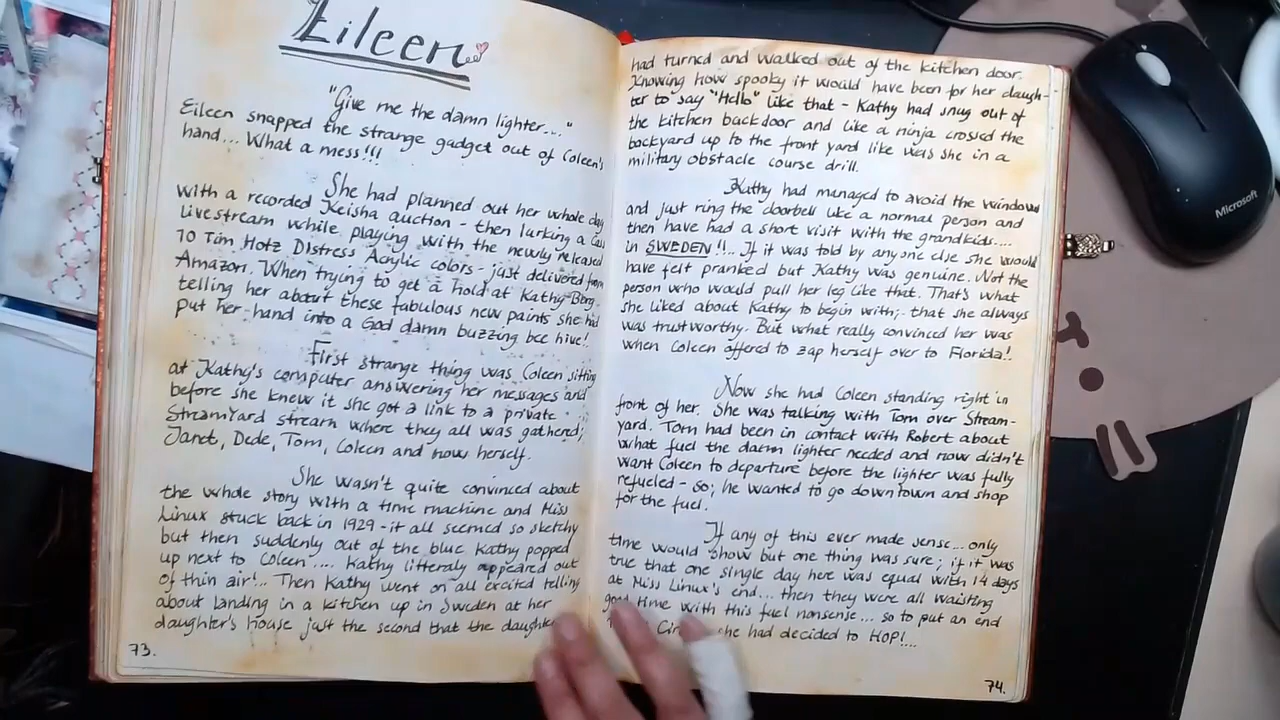 Eileen
"Give me the damn lighter..."
Eileen snapped the strange gadget out of Coleen's
hand... What a mess!!!
She had planned out her whole day
with a recorded Keisha auction - then lurking a
Livestream while playing with the newly released
10 Tim Hotz Distress Acrylic colors - just delivered from
Amazon. When trying to get a hold at Kathy Berg -
telling her about these fabulous new paints she had
put her hand into a God damn buzzing bee hive!
First strange thing was Coleen sitting
at Kathy's computer answering her messages and
before she knew it she got a link to a private
StreamYard stream where they all was gathered;
Janet, Dede, Tom, Coleen and now herself.
She wasn't quite convinced about
the whole story with a time machine and Miss
Linux stuck back in 1929 - it all seemed so sketchy
but then suddenly out of the blue Kathy popped
up next to Coleen..... Kathy litteraly appeared out
of thin air!... Then Kathy went on all excited telling
about landing in a kitchen up in Sweden at her
daughter's house just the second that the daughter
73.
had turned and walked out of the kitchen door.
Knowing how spooky it would have been for her daugh-
ter to say "Hello" like that - Kathy had snug out of
the kitchen backdoor and like a ninja crossed the
backyard up to the front yard like was she in a
military obstacle course drill.
Kathy had managed to avoid the windows
and just ring the doorbell like a normal person and
then have had a short visit with the grandkids....
in SWEDEN!!... If it was told by anyone else she would
have felt pranked but Kathy was genuine. Not the
person who would pull her leg like that. That's what
she liked about Kathy to begin with; that she always
was trustworthy. But what really convinced her was
when Coleen offered to zap herself over to Florida!.
Now she had Coleen standing right in
front of her. She was talking with Tom over Stream-
yard. Tom had been in contact with Robert about
what fuel the damn lighter needed and now didn't
want Coleen to departure before the lighter was fully
refueled - so; he wanted to go downtown and shop
for the fuel.
If any of this ever made sense... only
time would show but one thing was sure; if it was
true that one single day here was equal with 14 days
at Miss Linux's end... then they were all waisting
good time with this fuel nonsense... so to put an end
she had decided to HOP!...
74.
Microsoft